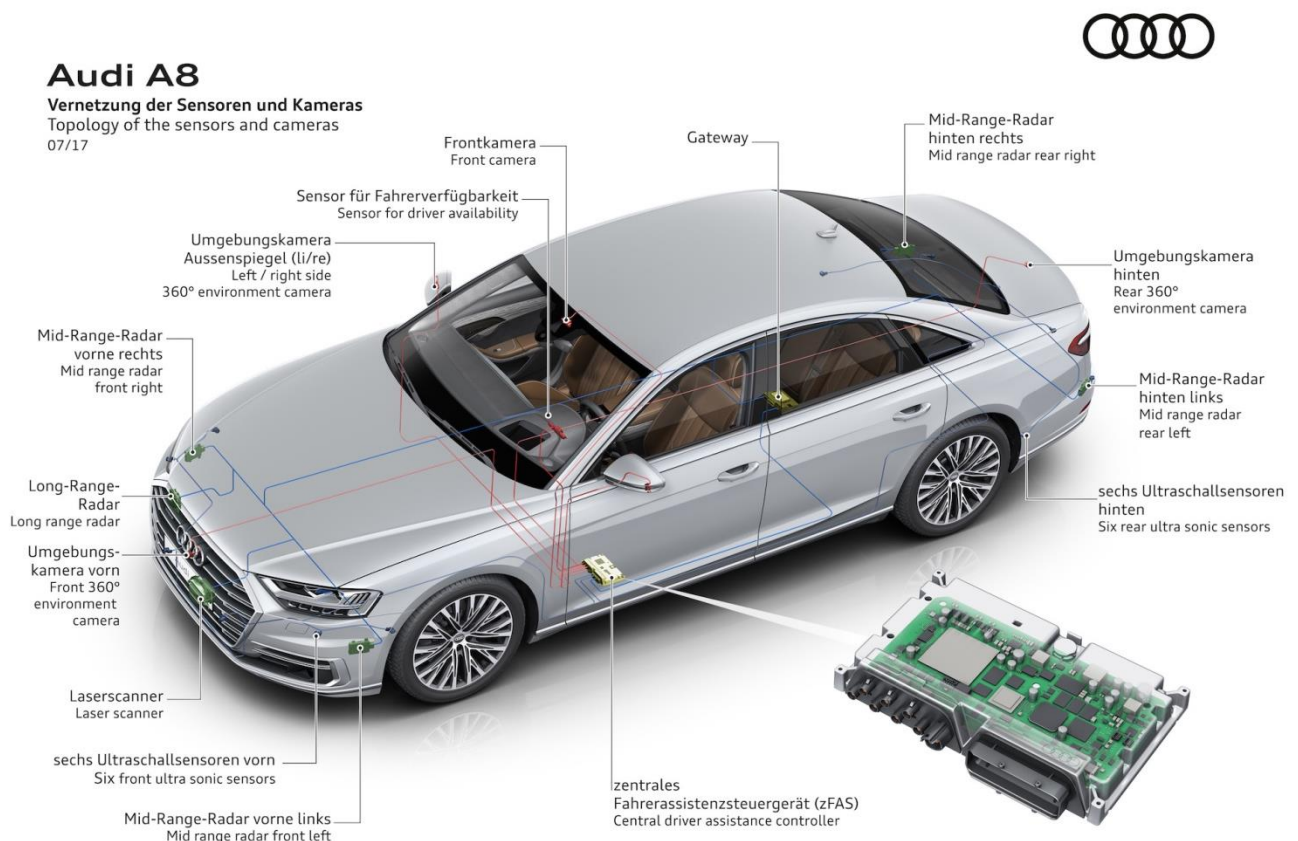 Audi A8
Vernetzung der Sensoren und Kameras
Topology of the sensors and cameras
07/17
Frontkamera
Front camera
Gateway
Mid-Range-Radar
hinten rechts
Mid range radar rear right
Sensor für Fahrerverfügbarkeit
Sensor for driver availability
Umgebungskamera
Aussenspiegel (li/re)
Left / right side
360° environment camera
Umgebungskamera
hinten
Rear 360°
environment camera
Mid-Range-Radar
vorne rechts
Mid range radar
front right
Mid-Range-Radar
hinten links
Mid range radar
rear left
Long-Range-
Radar
Long range radar
sechs Ultraschallsensoren
hinten
Six rear ultra sonic sensors
Umgebungs-
kamera vorn
Front 360°
environment
camera
Laserscanner
Laser scanner
sechs Ultraschallsensoren vorn
Six front ultra sonic sensors
zentrales
Fahrerassistenzsteuergerät (zFAS)
Central driver assistance controller
Mid-Range-Radar vorne links
Mid range radar front left